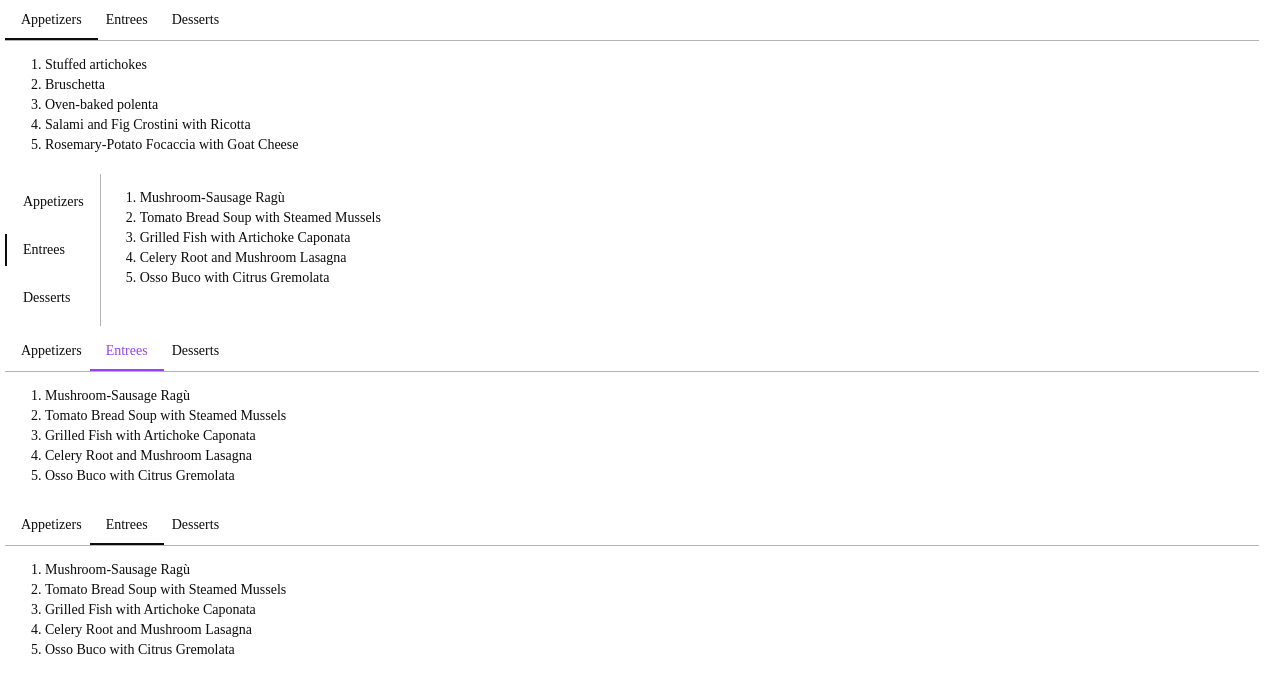 Appetizers Entrees Desserts
1. Stuffed artichokes
2. Bruschetta
3. Oven-baked polenta
4. Salami and Fig Crostini with Ricotta
5. Rosemary-Potato Focaccia with Goat Cheese
Appetizers
Entrees
Desserts
1. Mushroom-Sausage Ragù
2. Tomato Bread Soup with Steamed Mussels
3. Grilled Fish with Artichoke Caponata
4. Celery Root and Mushroom Lasagna
5. Osso Buco with Citrus Gremolata
Appetizers Entrees Desserts
1. Mushroom-Sausage Ragù
2. Tomato Bread Soup with Steamed Mussels
3. Grilled Fish with Artichoke Caponata
4. Celery Root and Mushroom Lasagna
5. Osso Buco with Citrus Gremolata
Appetizers Entrees Desserts
1. Mushroom-Sausage Ragù
2. Tomato Bread Soup with Steamed Mussels
3. Grilled Fish with Artichoke Caponata
4. Celery Root and Mushroom Lasagna
5. Osso Buco with Citrus Gremolata